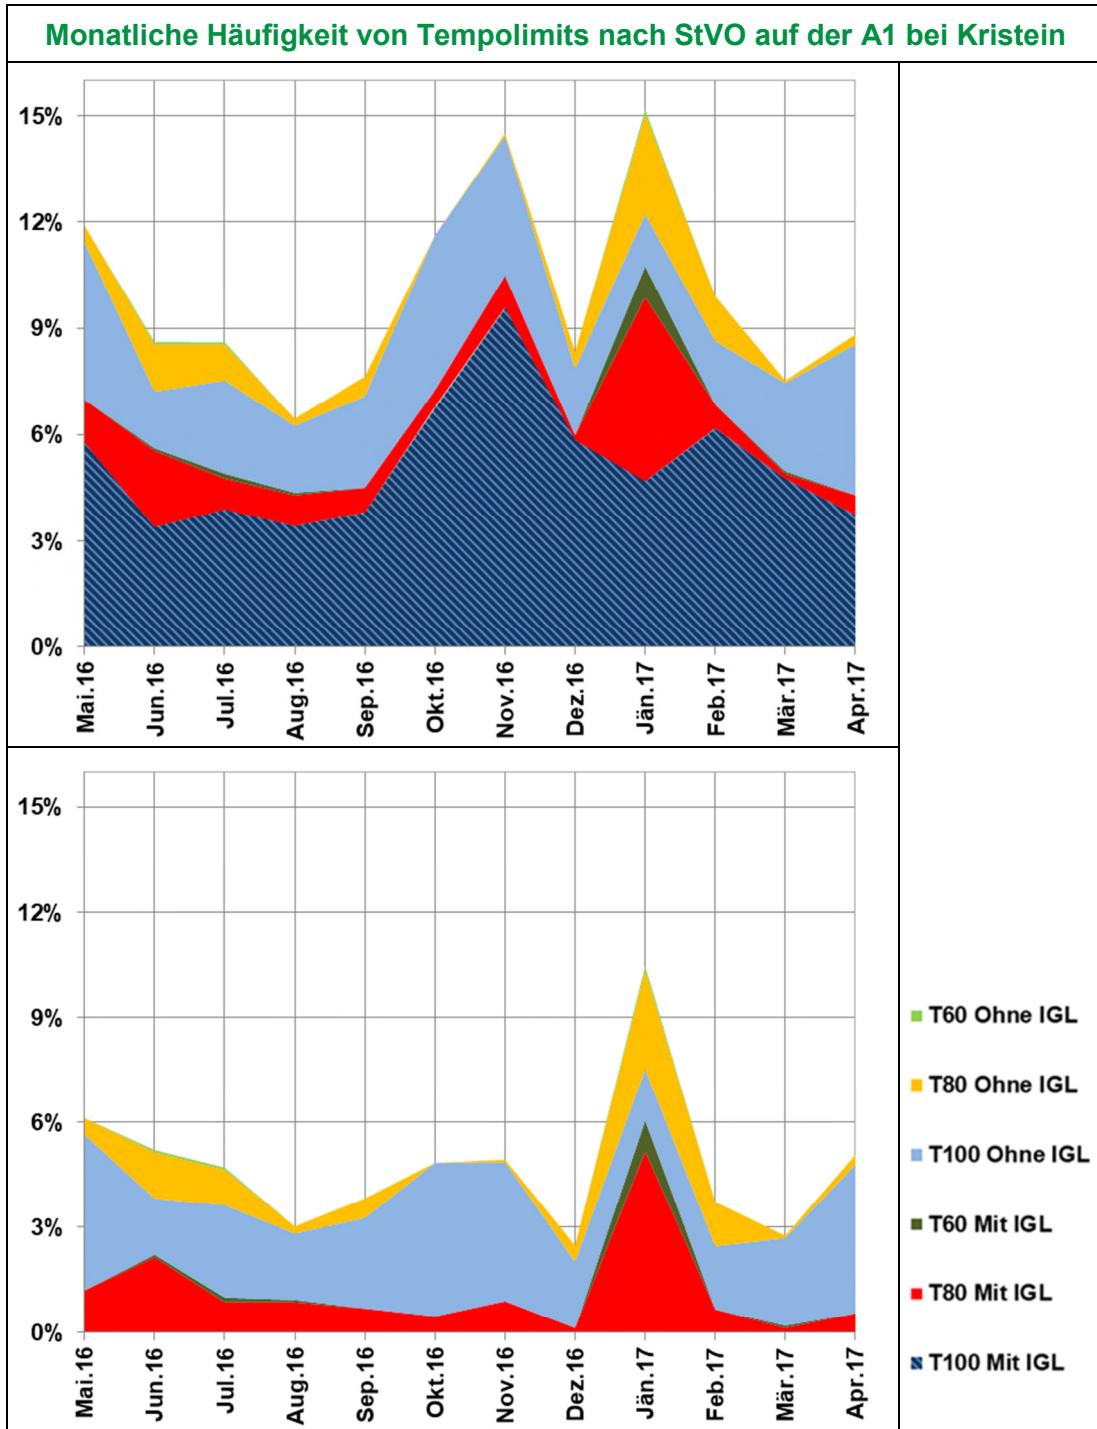 Monatliche Häufigkeit von Tempolimits nach StVO auf der A1 bei Kristein
15%
12%
9%
6%
3%
0%
Mai.16
Jun.16
Jul.16
Aug.16
Sep.16
Okt.16
Nov.16
Dez.16
Jän.17
Feb.17
Mär.17
Apr.17
15%
12%
9%
6%
3%
0%
Mai.16
Jun.16
Jul.16
Aug.16
Sep.16
Okt.16
Nov.16
Dez.16
Jän.17
Feb.17
Mär.17
Apr.17
T60 Ohne IGL
T80 Ohne IGL
T100 Ohne IGL
T60 Mit IGL
T80 Mit IGL
T100 Mit IGL